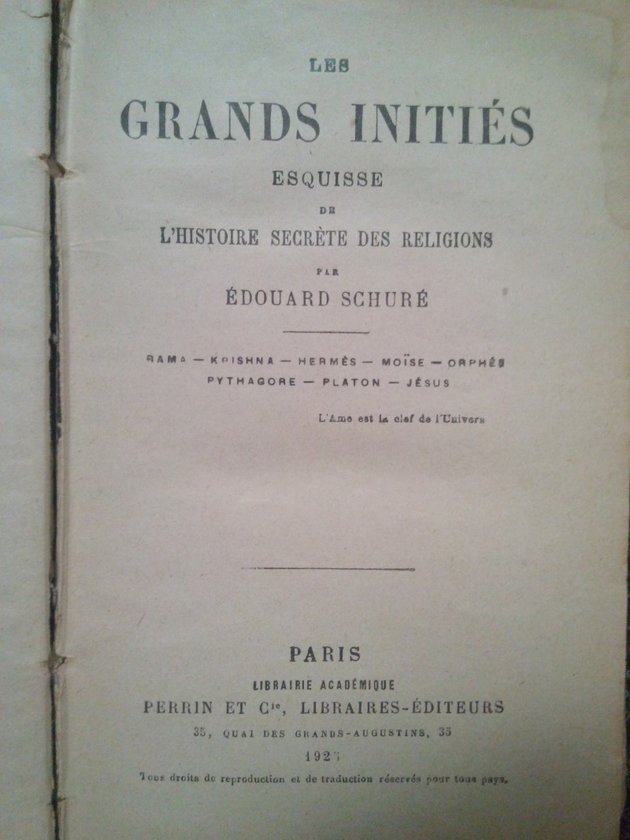 LES
GRANDS INITIÉS
ESQUISSE
DE
L'HISTOIRE SECRÈTE DES RELIGIONS
PAR
ÉDOUARD SCHURÉ
RAMA — KRISHNA — HERMÈS — MOÏSE — ORPHÉE
PYTHAGORE — PLATON — JÉSUS
L'Ame est la clef de l'Univers
PARIS
LIBRAIRIE ACADÉMIQUE
PERRIN ET Cie, LIBRAIRES-ÉDITEURS
35, QUAI DES GRANDS-AUGUSTINS, 35
Tous droits de reproduction et de traduction réservés pour tous pays.